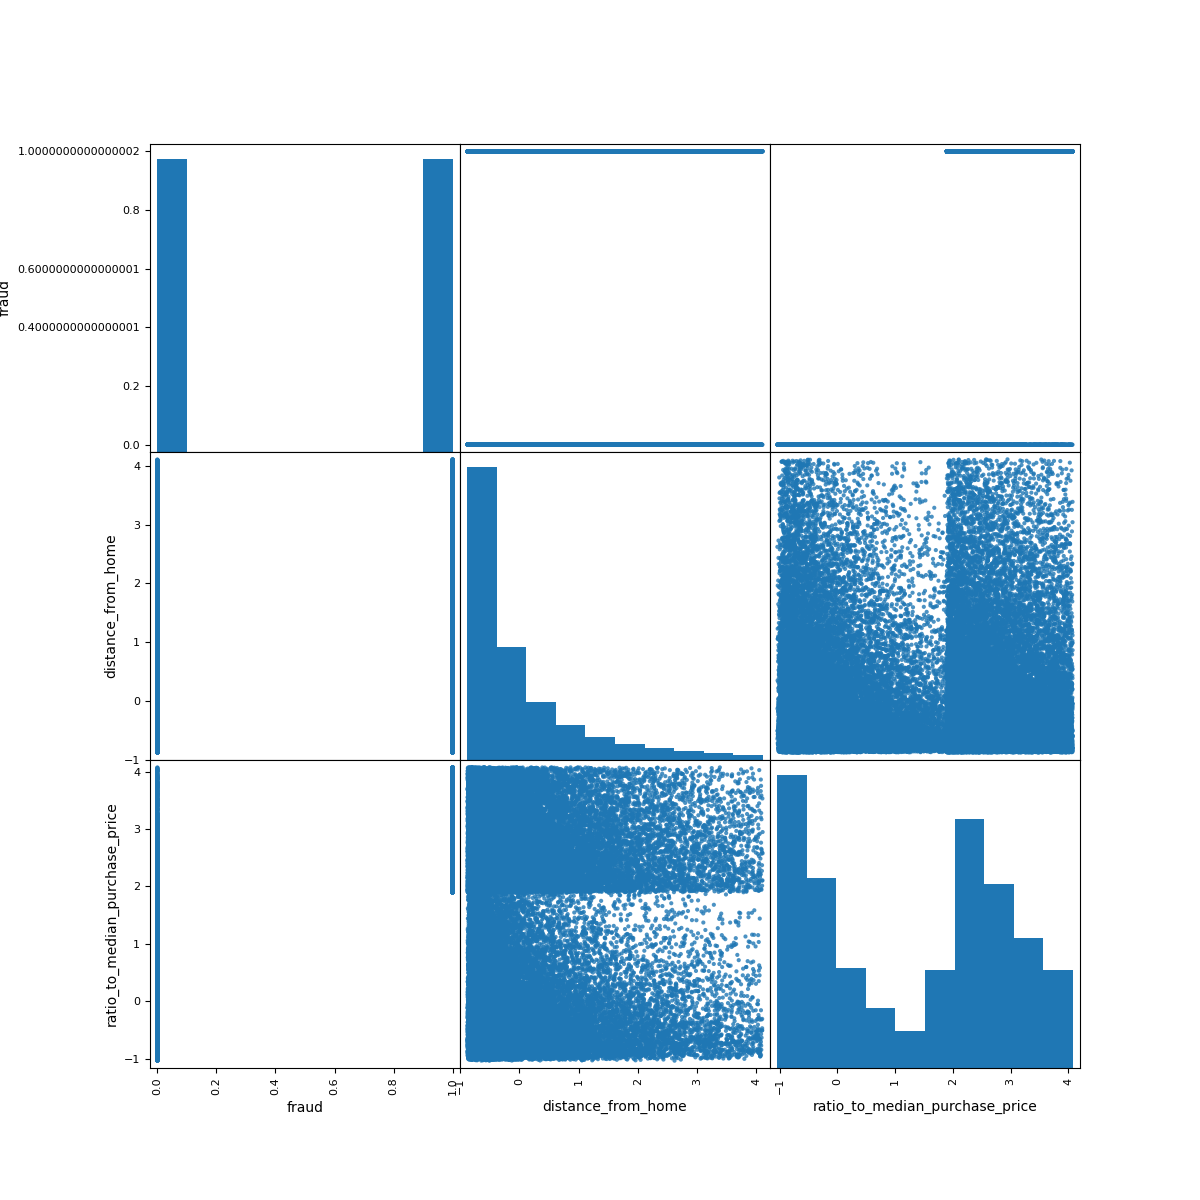 1.0000000000000002
0.8
0.6000000000000001
0.4000000000000001
0.2
0.0
fraud
4
3
2
1
0
−1
distance_from_home
4
3
2
1
0
−1
ratio_to_median_purchase_price
0.0 0.2 0.4 0.6 0.8 1.0
−1 0 1 2 3 4
−1 0 1 2 3 4
fraud distance_from_home ratio_to_median_purchase_price